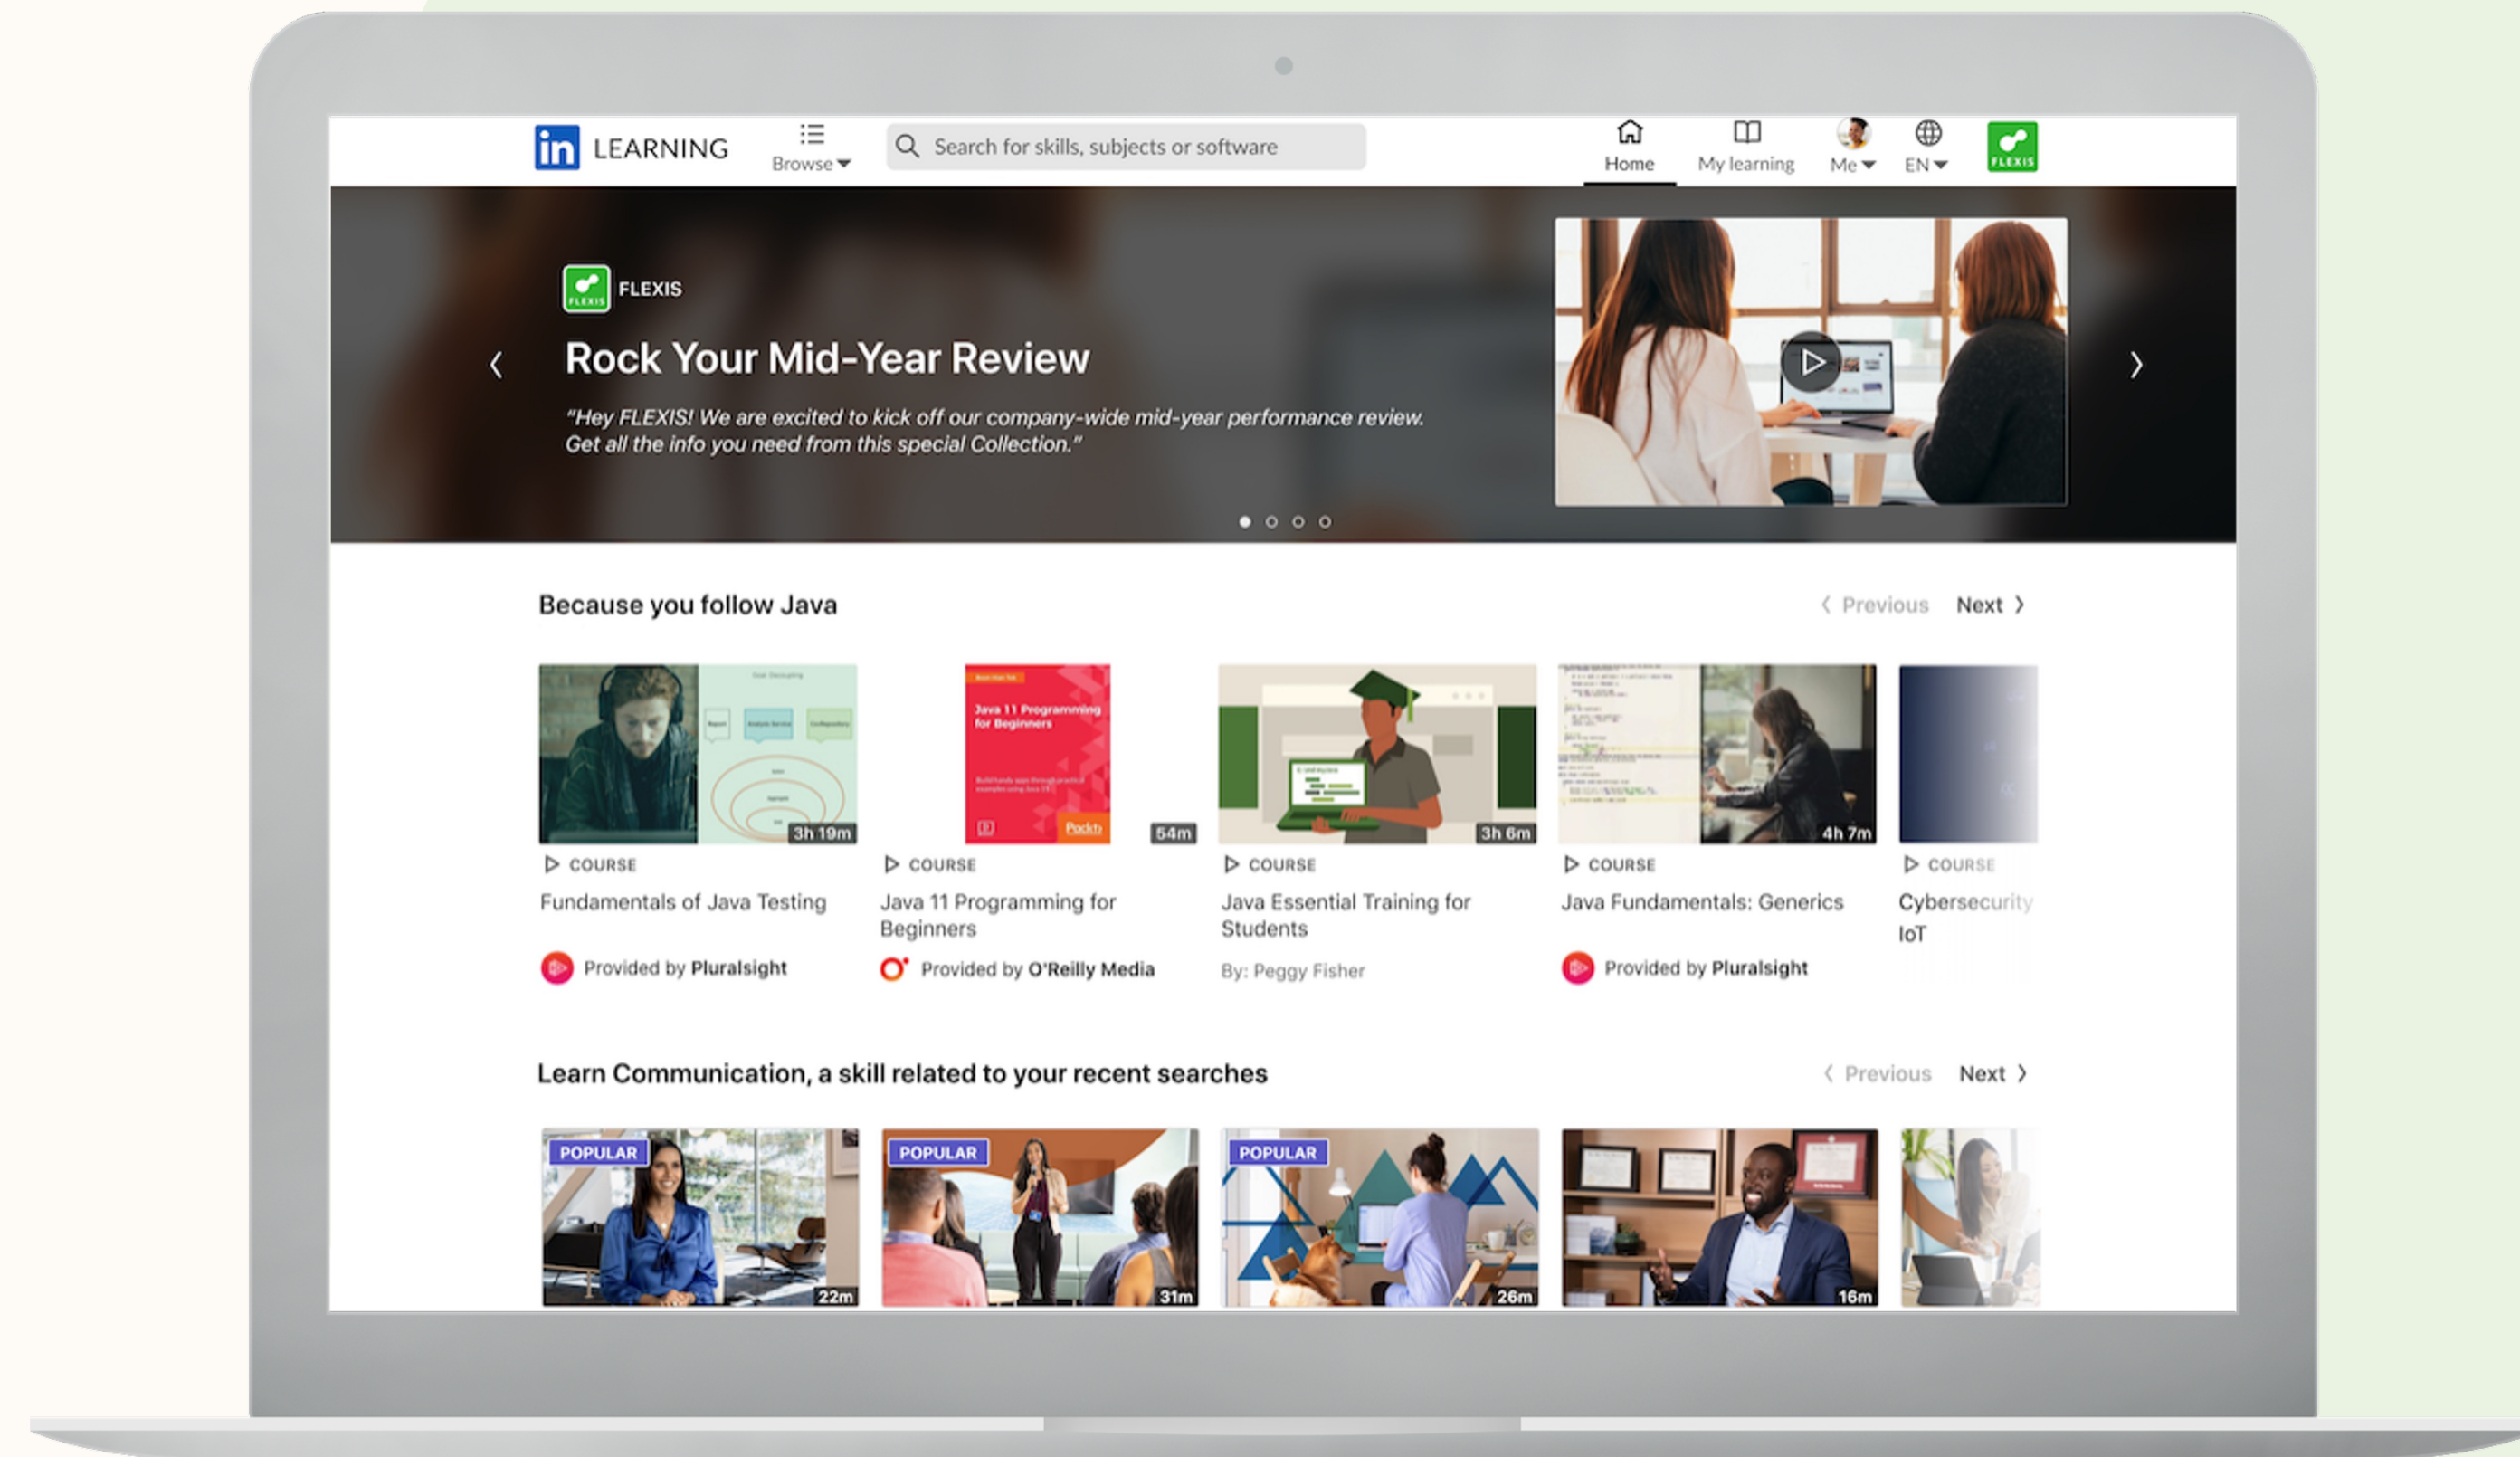 in LEARNING
Browse
Search for skills, subjects or software
Home
My learning
Me
EN
FLEXIS
FLEXIS
FLEXIS
Rock Your Mid-Year Review
“Hey FLEXIS! We are excited to kick off our company-wide mid-year performance review.
Get all the info you need from this special Collection.”
Because you follow Java
Previous
Next
Java 11 Programming
for Beginners
Packt
3h 19m
54m
3h 6m
4h 7m
COURSE
Fundamentals of Java Testing
Provided by Pluralsight
COURSE
Java 11 Programming for
Beginners
Provided by O'Reilly Media
COURSE
Java Essential Training for
Students
By: Peggy Fisher
COURSE
Java Fundamentals: Generics
Provided by Pluralsight
COURSE
Cybersecurity
IoT
Learn Communication, a skill related to your recent searches
Previous
Next
POPULAR
22m
POPULAR
31m
POPULAR
26m
16m